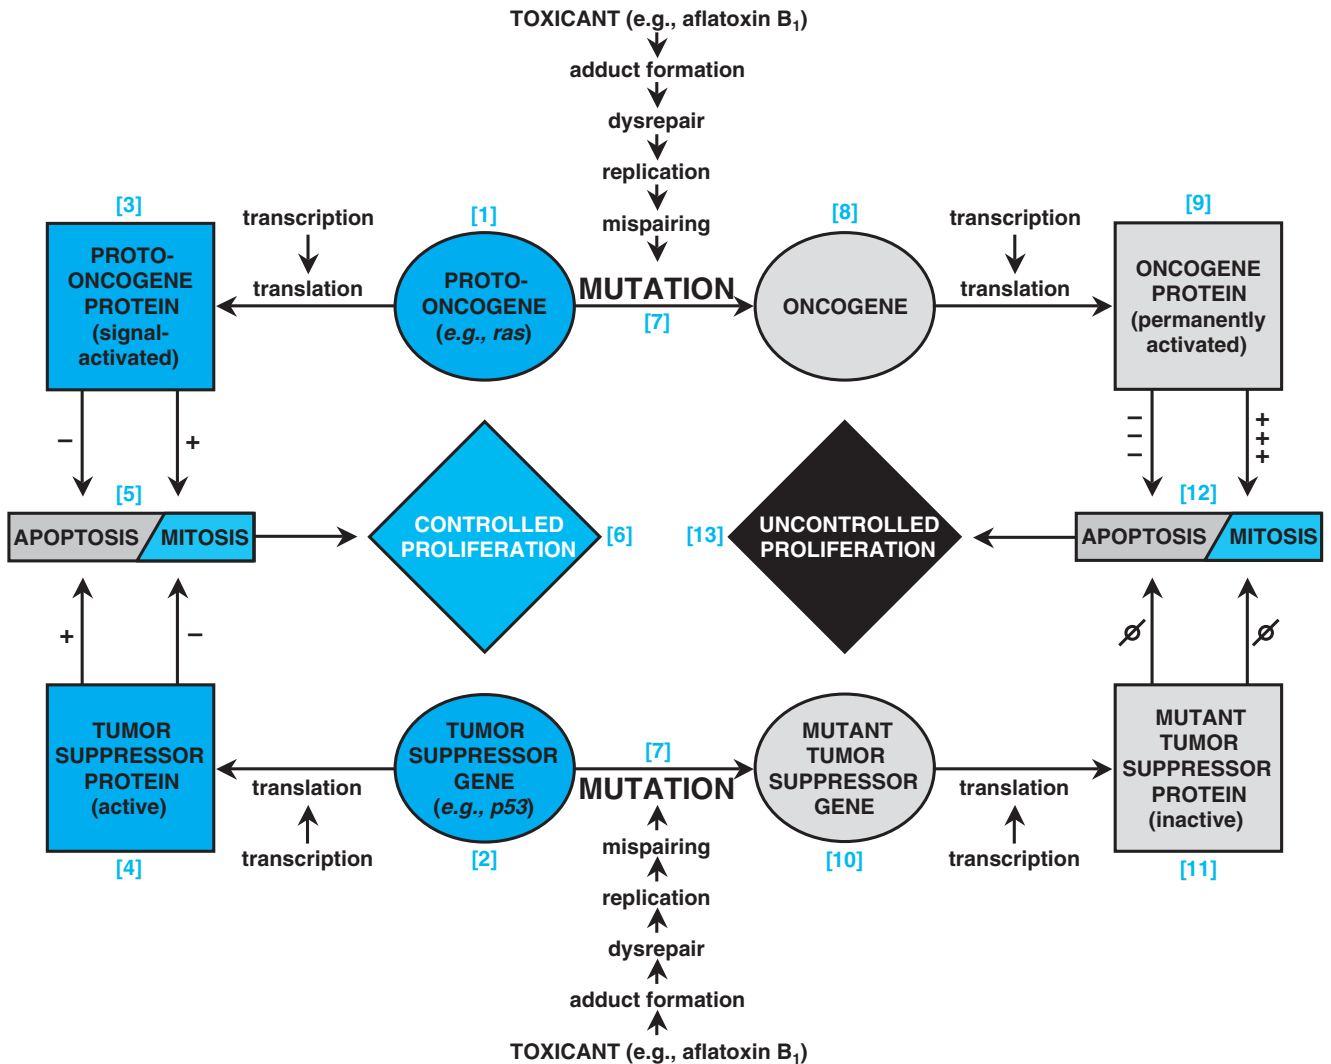 TOXICANT (e.g., aflatoxin B1)
adduct formation
dysrepair
replication
mispairing
MUTATION
[7]
[3]
PROTO-
ONCOGENE
PROTEIN
(signal-
activated)
transcription
translation
[1]
PROTO-
ONCOGENE
(e.g., ras)
[8]
ONCOGENE
transcription
translation
[9]
ONCOGENE
PROTEIN
(permanently
activated)
–
+
– – –
+ + +
[5]
APOPTOSIS
MITOSIS
CONTROLLED
PROLIFERATION
[6]
[13]
UNCONTROLLED
PROLIFERATION
[12]
APOPTOSIS
MITOSIS
+
–
ø
ø
TUMOR
SUPPRESSOR
PROTEIN
(active)
[4]
translation
transcription
TUMOR
SUPPRESSOR
GENE
(e.g., p53)
[2]
[7]
MUTATION
mispairing
replication
dysrepair
adduct formation
TOXICANT (e.g., aflatoxin B1)
MUTANT
TUMOR
SUPPRESSOR
GENE
[10]
translation
transcription
MUTANT
TUMOR
SUPPRESSOR
PROTEIN
(inactive)
[11]